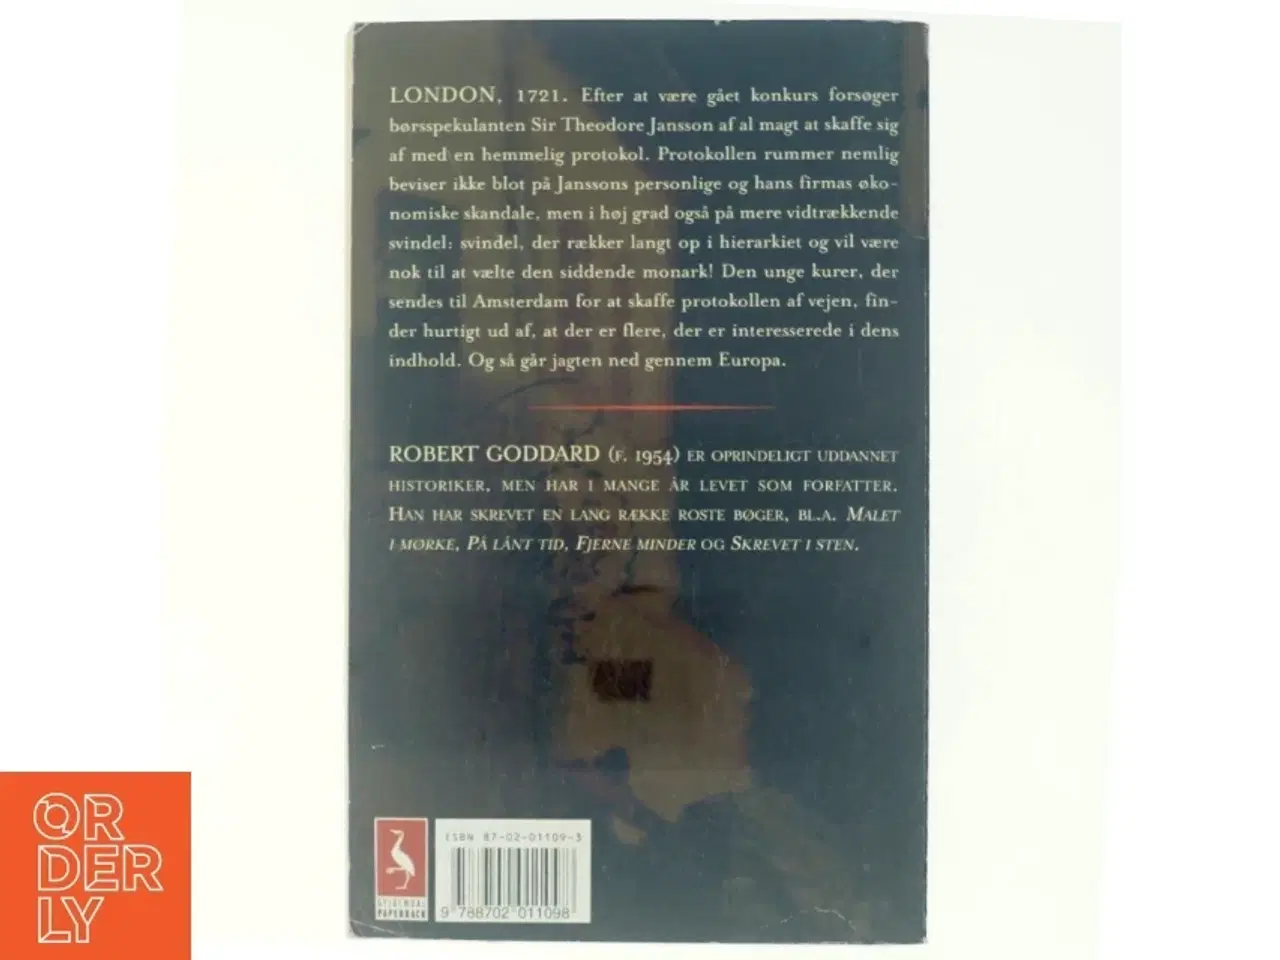 LONDON, 1721. Efter at være gået konkurs forsøger
børsspekulanten Sir Theodore Jansson af al magt at skaffe sig
af med en hemmelig protokol. Protokollen rummer nemlig
beviser ikke blot på Janssons personlige og hans firmas øko-
nomiske skandale, men i høj grad også på mere vidtrækkende
svindel: svindel, der rækker langt op i hierarkiet og vil være
nok til at vælte den siddende monark! Den unge kurer, der
sendes til Amsterdam for at skaffe protokollen af vejen, fin-
der hurtigt ud af, at der er flere, der er interesserede i dens
indhold. Og så går jagten ned gennem Europa.
ROBERT GODDARD (F. 1954) ER OPRINDELIGT UDDANNET
HISTORIKER, MEN HAR I MANGE ÅR LEVET SOM FORFATTER.
HAN HAR SKREVET EN LANG RÆKKE ROSTE BØGER, BL.A. MALET
I MØRKE, PÅ LÅNT TID, FJERNE MINDER OG SKREVET I STEN.
ISBN 87-02-01109-3
9 788702 011098
GYLDENDAL
PAPERBACK
ORDERLY